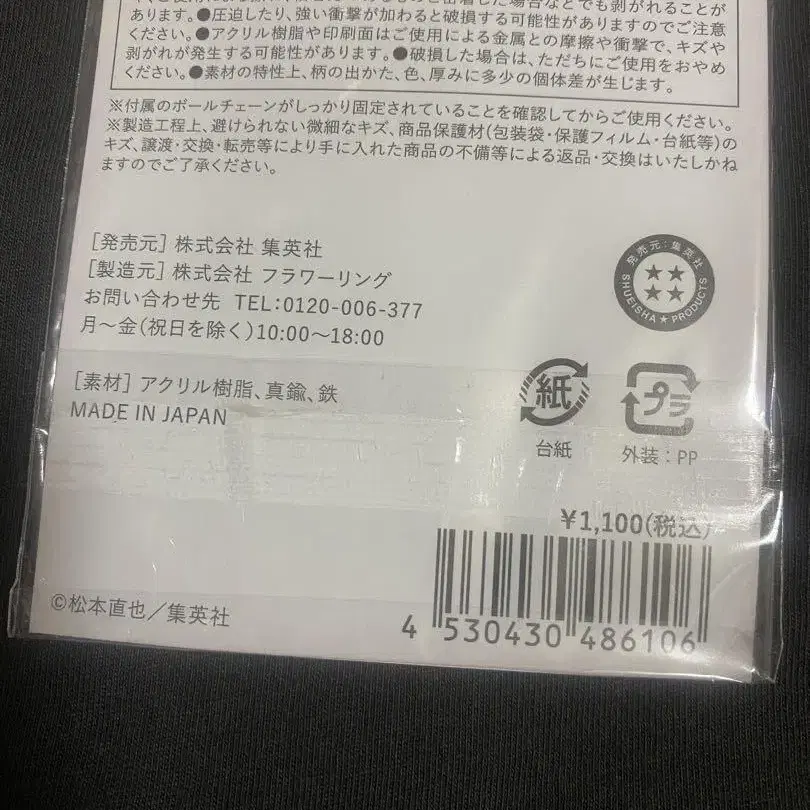 あります。●圧迫したり、強い衝撃が加わると破損する可能性がありますのでご注意
ください。●アクリル樹脂や印刷面はご使用による金属との摩擦や衝撃で、キズや
剥がれが発生する可能性があります。●破損した場合は、ただちにご使用をおやめ
ください。●素材の特性上、柄の出かた、色、厚みに多少の個体差が生じます。
※付属のボールチェーンがしっかり固定されていることを確認してからご使用ください。
※製造工程上、避けられない微細なキズ、商品保護材(包装袋・保護フィルム・台紙等)の
キズ、譲渡・交換・転売等により手に入れた商品の不備等による返品・交換はいたしかね
ますのでご了承ください。
[発売元] 株式会社 集英社
[製造元] 株式会社 フラワーリング
お問い合わせ先 TEL:0120-006-377
月〜金(祝日を除く)10:00〜18:00
発売元:集英社
SHUEISHA★PRODUCTS
[素材] アクリル樹脂、真鍮、鉄
MADE IN JAPAN
紙
台紙
プラ
外装:PP
¥1,100(税込)
4 530430 486106
©松本直也/集英社